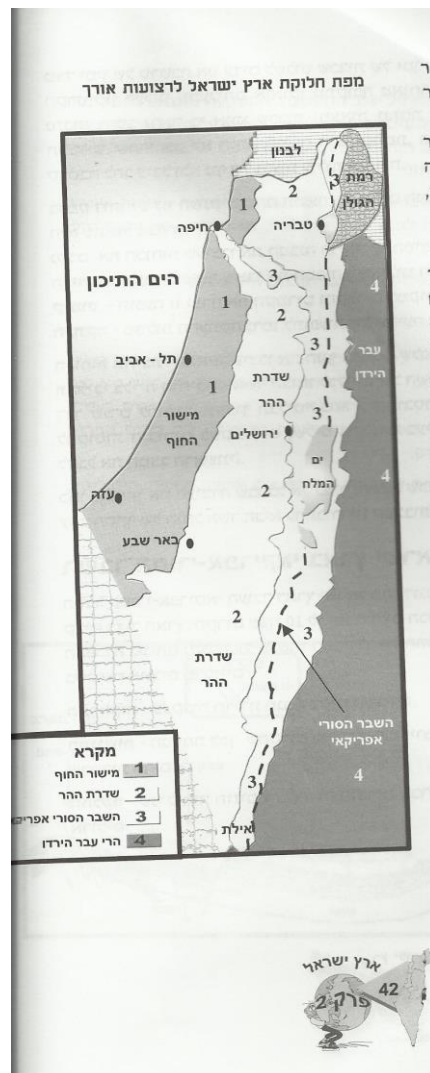 מפת חלוקת ארץ ישראל לרצועות אורך
לבנון
רמת
הגולן
3
2
1
טבריה
חיפה
הים התיכון
3
4
1
2
עבר
הירדן
3
תל - אביב
שדרת
ההר
1
מישור
החוף
3
ירושלים
ים
המלח
4
2
עזה
באר שבע
2
3
שדרת
ההר
השבר הסורי
אפריקאי
4
3
אילת
מקרא
1 מישור החוף
2 שדרת ההר
3 השבר הסורי אפריקאי
4 הרי עבר הירדו
ארץ ישראל
פרק 2
42